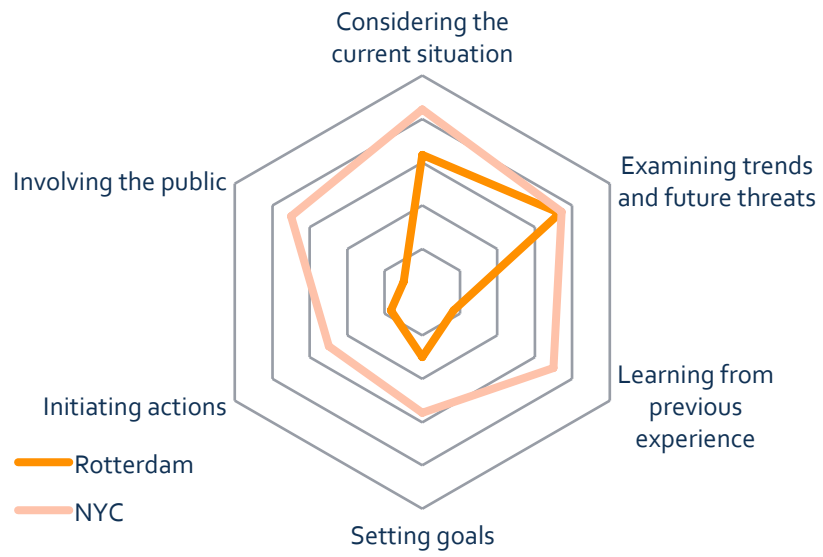 Considering the
current situation
Examining trends
and future threats
Learning from
previous
experience
Setting goals
Initiating actions
Involving the public
Rotterdam
NYC